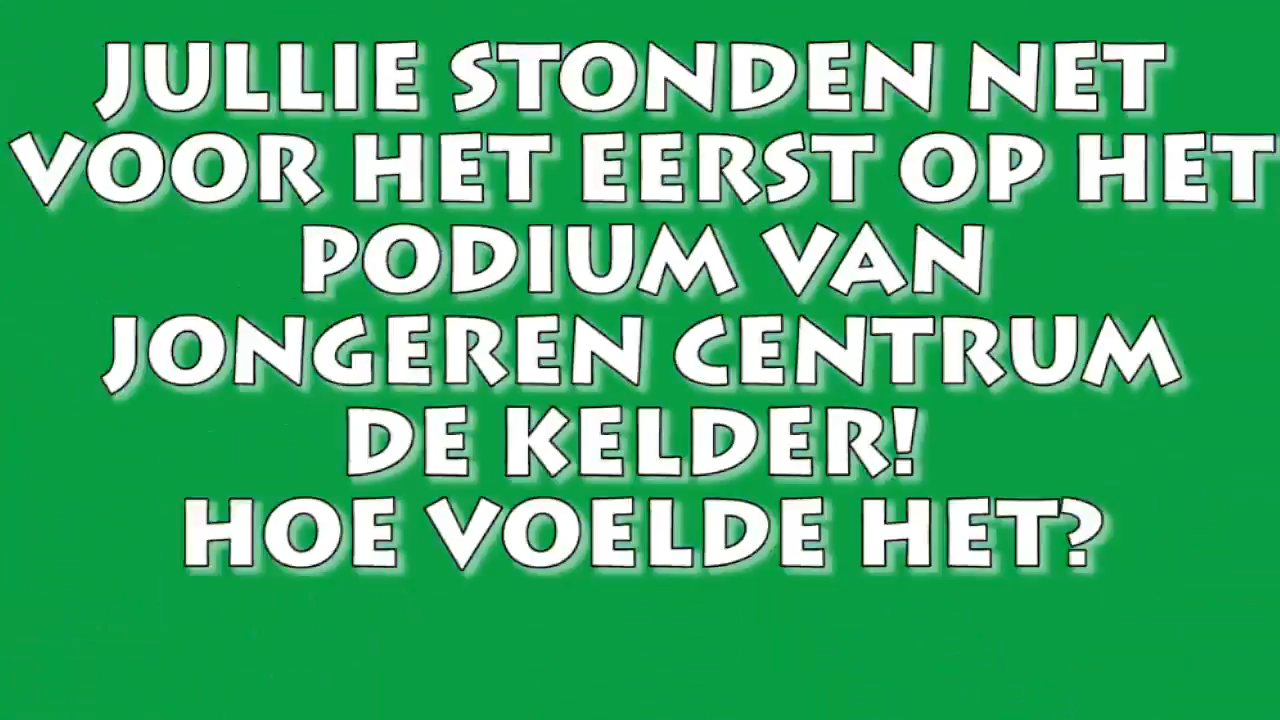 JULLIE STONDEN NET
VOOR HET EERST OP HET
PODIUM VAN
JONGEREN CENTRUM
DE KELDER!
HOE VOELDE HET?